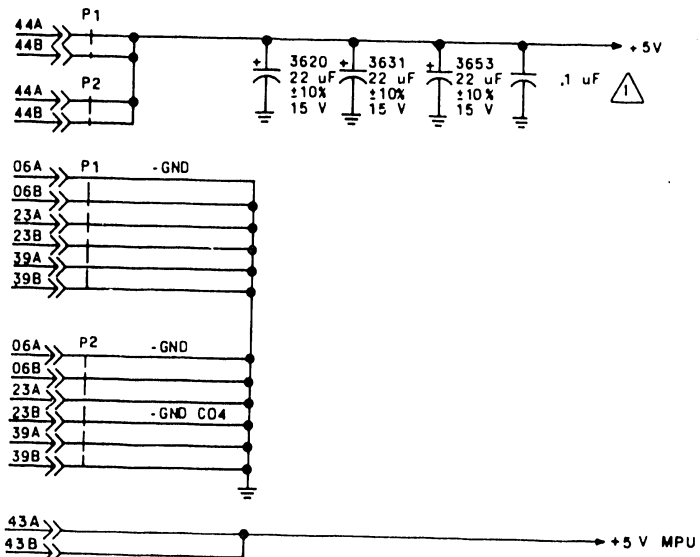 44A P1
44B
44A P2
44B
+ 3620
22 uF
±10%
15 V
+ 3631
22 uF
±10%
15 V
+ 3653
22 uF
±10%
15 V
.1 uF
1
+5V
06A P1 -GND
06B
23A
23B
39A
39B
06A P2 -GND
06B
23A
23B -GND C04
39A
39B
43A
43B
+5 V MPU